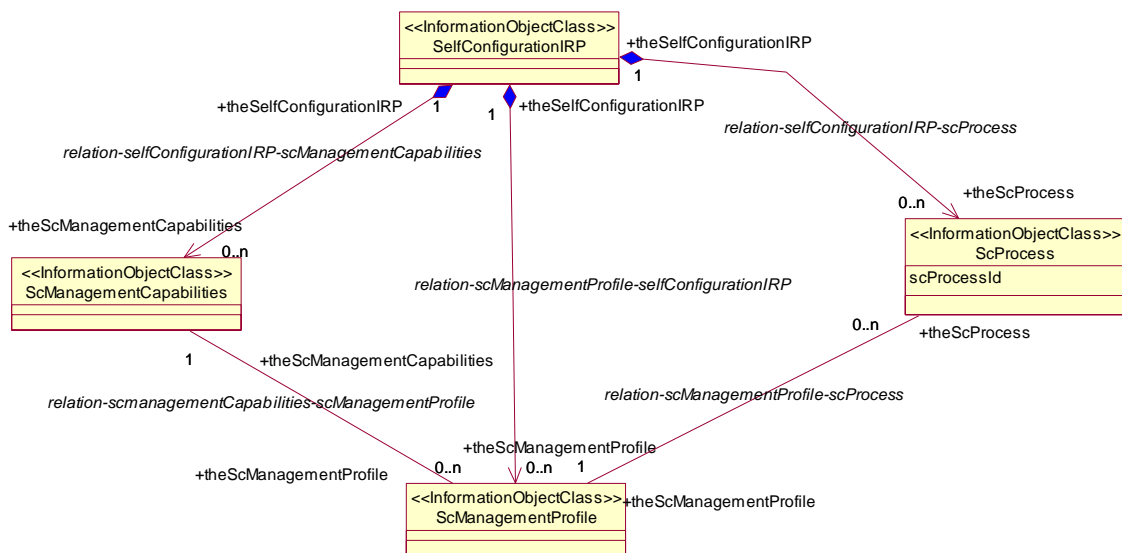 <<InformationObjectClass>>
SelfConfigurationIRP
+theSelfConfigurationIRP
1
+theSelfConfigurationIRP
1
1
+theSelfConfigurationIRP
relation-selfConfigurationIRP-scProcess
relation-selfConfigurationIRP-scManagementCapabilities
+theScProcess
0..n
+theScManagementCapabilities
0..n
<<InformationObjectClass>>
ScProcess
scProcessId
<<InformationObjectClass>>
ScManagementCapabilities
relation-scManagementProfile-selfConfigurationIRP
0..n
+theScProcess
1
+theScManagementCapabilities
relation-scManagementProfile-scProcess
relation-scmanagementCapabilities-scManagementProfile
+theScManagementProfile
0..n
0..n
1
+theScManagementProfile
<<InformationObjectClass>>
ScManagementProfile
+theScManagementProfile